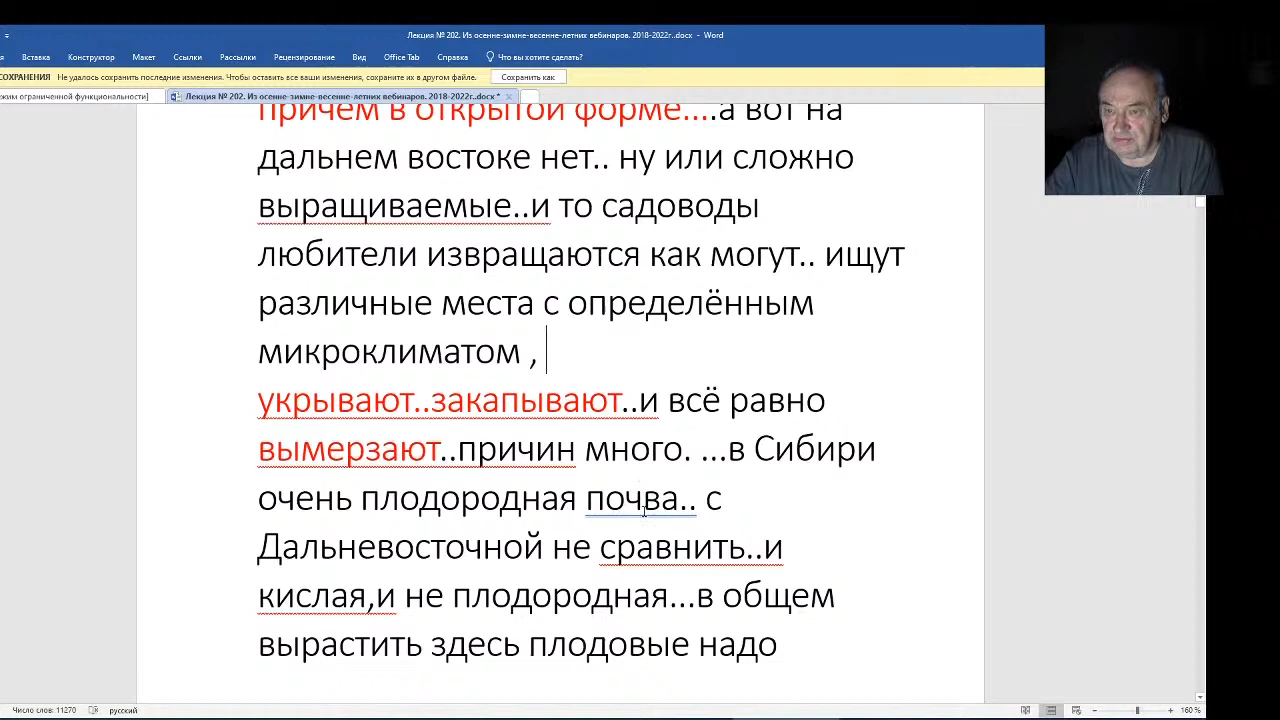 Лекция № 202. Из осенне-зимне-весенне-летних вебинаров. 2018-2022г..docx - Word
Вставка Конструктор Макет Ссылки Рассылки Рецензирование Вид Office Tab Справка Что вы хотите сделать?
СОХРАНЕНИЯ Не удалось сохранить последние изменения. Чтобы оставить все ваши изменения, сохраните их в другом файле. Сохранить как
жим ограниченной функциональности] Лекция № 202. Из осенне-зимне-весенне-летних вебинаров. 2018-2022г..docx *
причем в открытой форме....а вот на
дальнем востоке нет.. ну или сложно
выращиваемые..и то садоводы
любители извращаются как могут.. ищут
различные места с определённым
микроклиматом ,
укрывают..закапывают..и всё равно
вымерзают..причин много. ...в Сибири
очень плодородная почва.. с
Дальневосточной не сравнить..и
кислая,и не плодородная...в общем
вырастить здесь плодовые надо
Число слов: 11270 русский 160 %